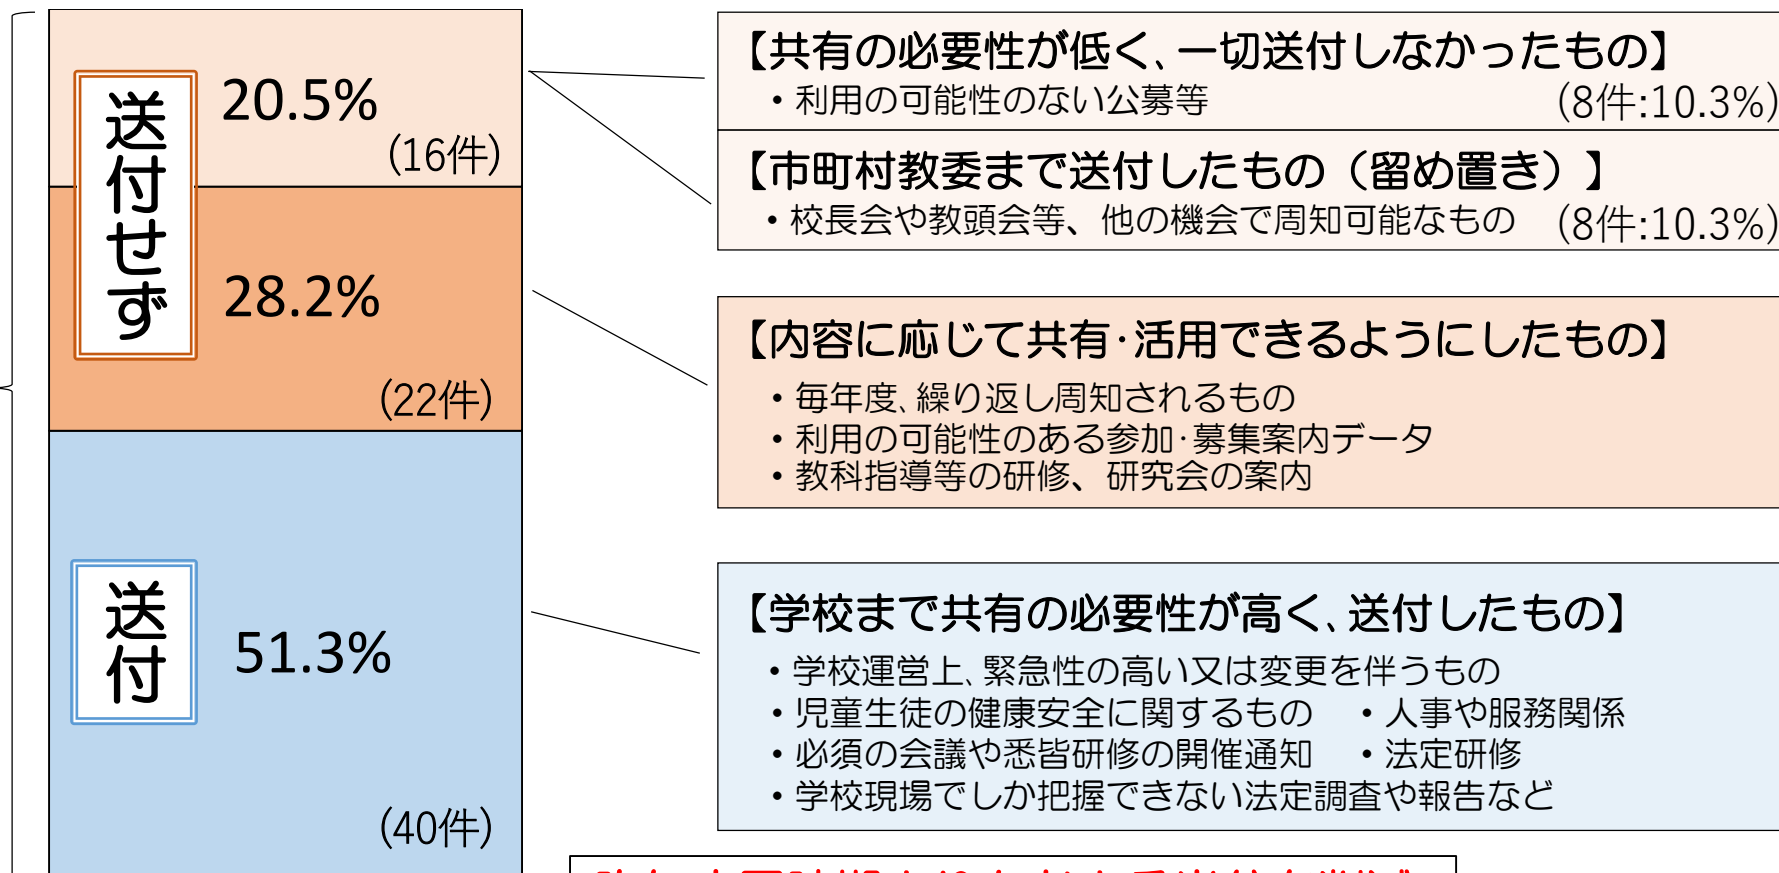 送付せず
20.5%
(16件)
28.2%
(22件)
送付
51.3%
(40件)
【共有の必要性が低く、一切送付しなかったもの】
・利用の可能性のない公募等 (8件:10.3%)
【市町村教委まで送付したもの（留め置き）】
・校長会や教頭会等、他の機会で周知可能なもの (8件:10.3%)
【内容に応じて共有・活用できるようにしたもの】
・毎年度、繰り返し周知されるもの
・利用の可能性のある参加・募集案内データ
・教科指導等の研修、研究会の案内
【学校まで共有の必要性が高く、送付したもの】
・学校運営上、緊急性の高い又は変更を伴うもの
・児童生徒の健康安全に関するもの ・人事や服務関係
・必須の会議や悉皆研修の開催通知 ・法定研修
・学校現場でしか把握できない法定調査や報告など